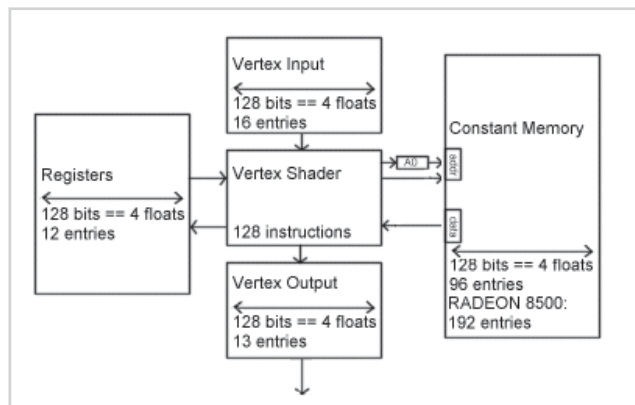 Vertex Input
128 bits == 4 floats
16 entries
Registers
128 bits == 4 floats
12 entries
Vertex Shader
128 instructions
A0
addr
data
Constant Memory
128 bits == 4 floats
96 entries
RADEON 8500:
192 entries
Vertex Output
128 bits == 4 floats
13 entries